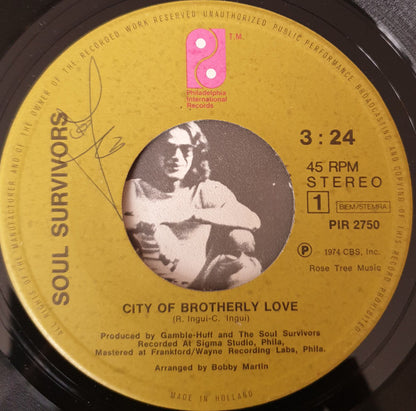 UNAUTHORIZED PUBLIC PERFORMANCE BROADCASTING AND COPYING OF THIS RECORD PROHIBITED
ALL RIGHTS OF THE MANUFACTURER AND OF THE OWNER OF THE RECORDED WORK RESERVED
T.M.
Philadelphia
International
Records
SOUL SURVIVORS
3 : 24
45 RPM
STEREO
1 BIEM/STEMRA
PIR 2750
℗ 1974 CBS, Inc.
Rose Tree Music
CITY OF BROTHERLY LOVE
(R. Ingui-C. Ingui)
Produced by Gamble-Huff and The Soul Survivors
Recorded At Sigma Studio, Phila.
Mastered at Frankford/Wayne Recording Labs, Phila.
Arranged by Bobby Martin
MADE IN HOLLAND